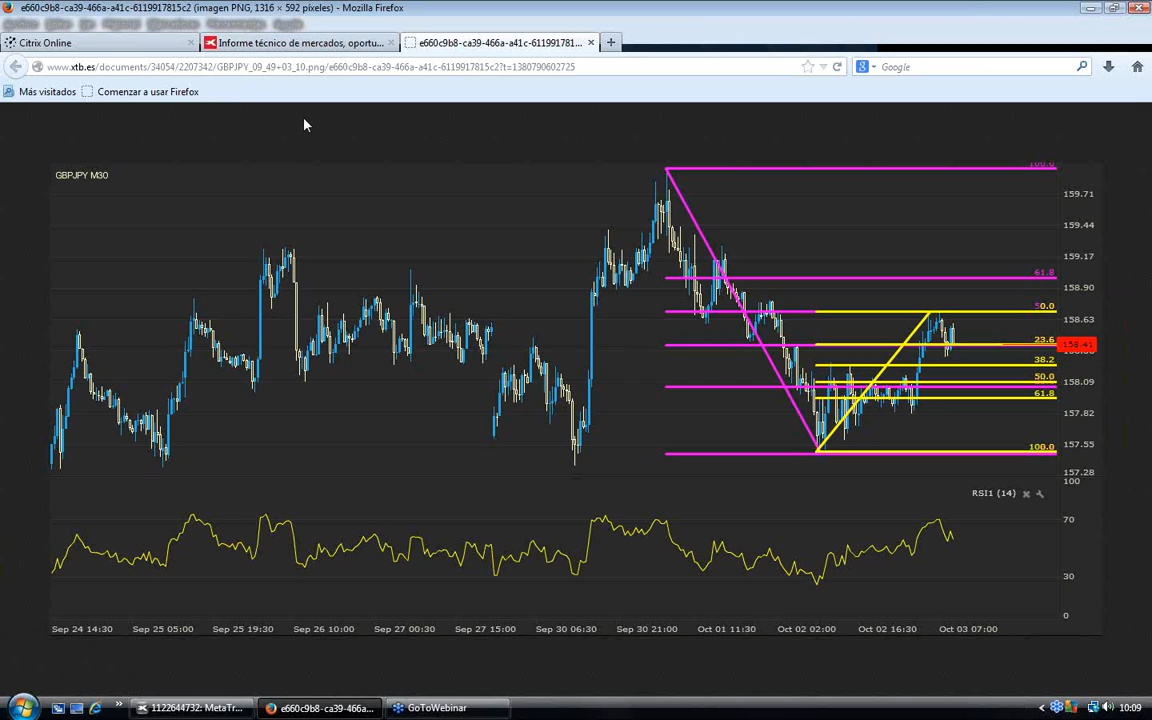 e660c9b8-ca39-466a-a41c-6119917815c2 (imagen PNG, 1316 × 592 píxeles) - Mozilla Firefox
Citrix Online
Informe técnico de mercados, oportu...
e660c9b8-ca39-466a-a41c-611991781...
www.xtb.es/documents/34054/2207342/GBPJPY_09_49+03_10.png/e660c9b8-ca39-466a-a41c-6119917815c2?t=1380790602725
Google
Más visitados
Comenzar a usar Firefox
GBPJPY M30
100.0
159.71
159.44
159.17
61.8
158.90
0.0
158.63
23.6
158.41
38.2
50.0
158.09
61.8
157.82
100.0
157.55
157.28
100
RSI1 (14)
70
30
0
Sep 24 14:30
Sep 25 05:00
Sep 25 19:30
Sep 26 10:00
Sep 27 00:30
Sep 27 15:00
Sep 30 06:30
Sep 30 21:00
Oct 01 11:30
Oct 02 02:00
Oct 02 16:30
Oct 03 07:00
1122644732: MetaTr...
e660c9b8-ca39-466a...
GoToWebinar
10:09